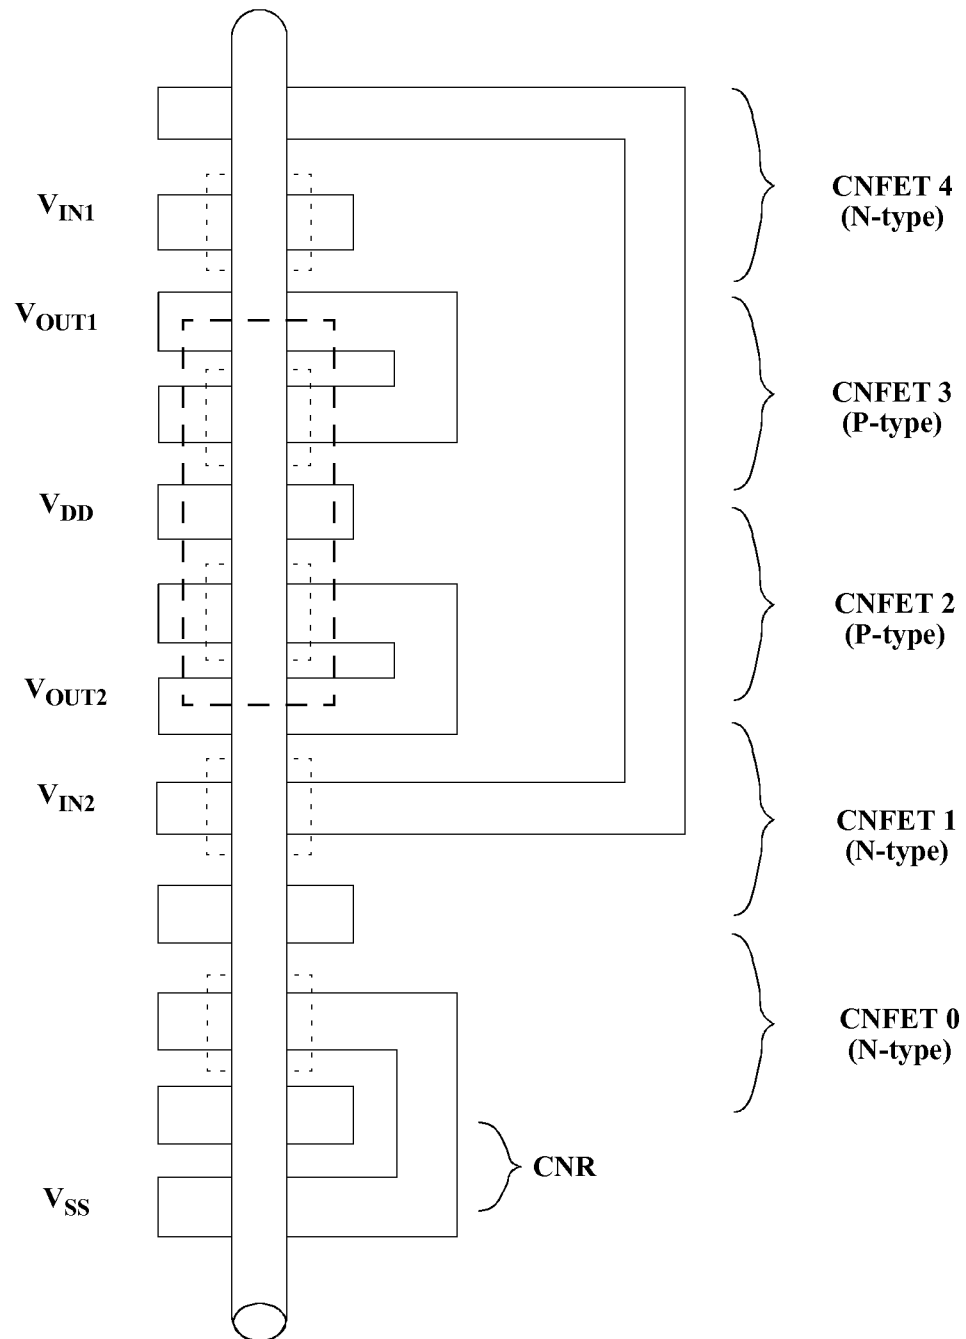 CNFET 4
(N-type)
V_IN1
V_OUT1
CNFET 3
(P-type)
V_DD
CNFET 2
(P-type)
V_OUT2
V_IN2
CNFET 1
(N-type)
CNFET 0
(N-type)
CNR
V_SS